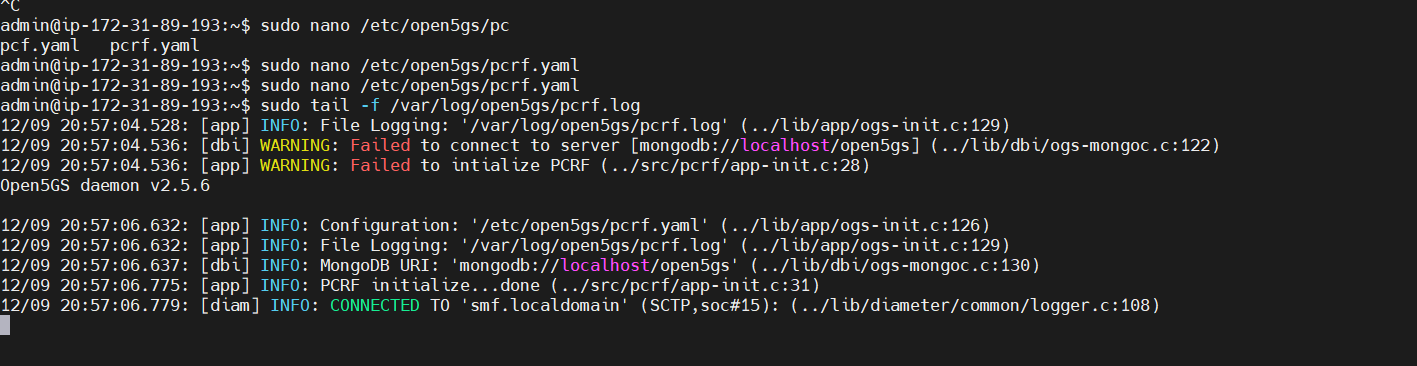 ^C
admin@ip-172-31-89-193:~$ sudo nano /etc/open5gs/pc
pcf.yaml   pcrf.yaml
admin@ip-172-31-89-193:~$ sudo nano /etc/open5gs/pcrf.yaml
admin@ip-172-31-89-193:~$ sudo nano /etc/open5gs/pcrf.yaml
admin@ip-172-31-89-193:~$ sudo tail -f /var/log/open5gs/pcrf.log
12/09 20:57:04.528: [app] INFO: File Logging: '/var/log/open5gs/pcrf.log' (../lib/app/ogs-init.c:129)
12/09 20:57:04.536: [dbi] WARNING: Failed to connect to server [mongodb://localhost/open5gs] (../lib/dbi/ogs-mongoc.c:122)
12/09 20:57:04.536: [app] WARNING: Failed to intialize PCRF (../src/pcrf/app-init.c:28)
Open5GS daemon v2.5.6
12/09 20:57:06.632: [app] INFO: Configuration: '/etc/open5gs/pcrf.yaml' (../lib/app/ogs-init.c:126)
12/09 20:57:06.632: [app] INFO: File Logging: '/var/log/open5gs/pcrf.log' (../lib/app/ogs-init.c:129)
12/09 20:57:06.637: [dbi] INFO: MongoDB URI: 'mongodb://localhost/open5gs' (../lib/dbi/ogs-mongoc.c:130)
12/09 20:57:06.775: [app] INFO: PCRF initialize...done (../src/pcrf/app-init.c:31)
12/09 20:57:06.779: [diam] INFO: CONNECTED TO 'smf.localdomain' (SCTP,soc#15): (../lib/diameter/common/logger.c:108)